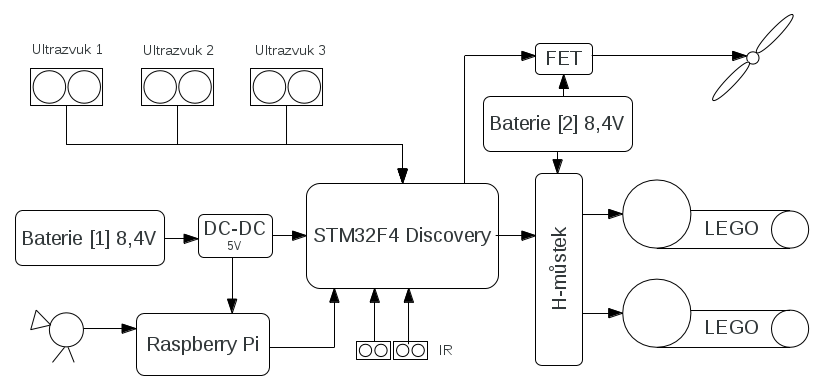 Ultrazvuk 1
Ultrazvuk 2
Ultrazvuk 3
FET
Baterie [2] 8,4V
Baterie [1] 8,4V
DC-DC
5V
STM32F4 Discovery
H-můstek
LEGO
LEGO
Raspberry Pi
IR